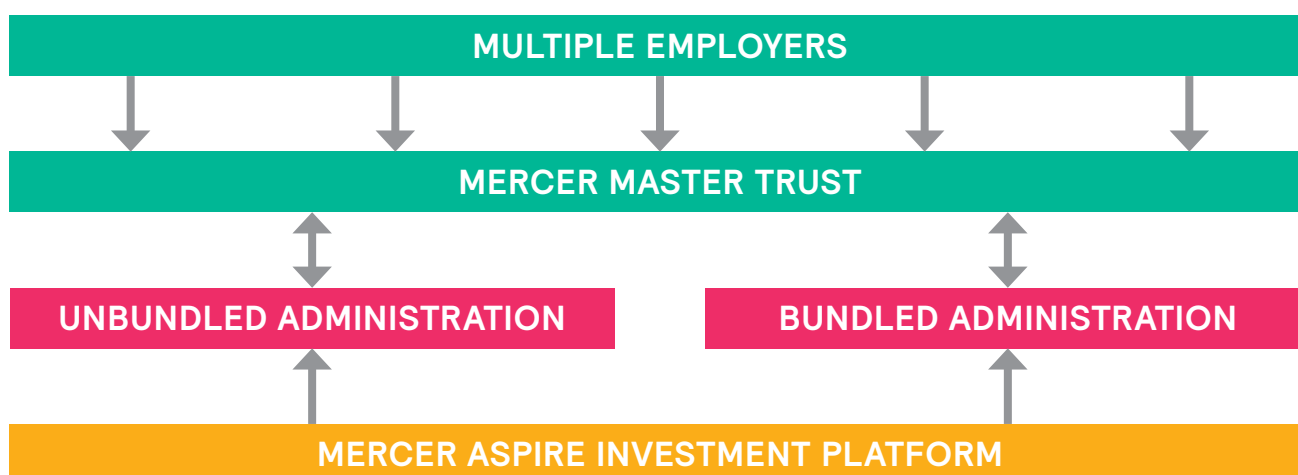 MULTIPLE EMPLOYERS
MERCER MASTER TRUST
UNBUNDLED ADMINISTRATION
BUNDLED ADMINISTRATION
MERCER ASPIRE INVESTMENT PLATFORM